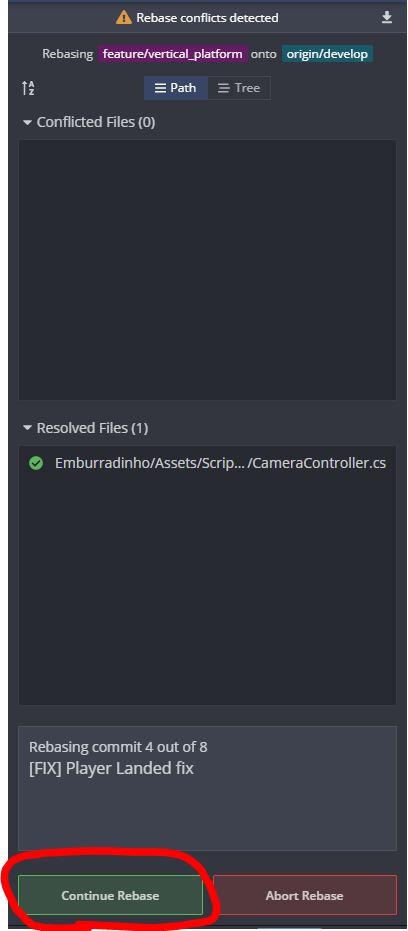 Rebase conflicts detected
Rebasing feature/vertical_platform onto origin/develop
A Z Path Tree
Conflicted Files (0)
Resolved Files (1)
Emburradinho/Assets/Scrip... /CameraController.cs
Rebasing commit 4 out of 8
[FIX] Player Landed fix
Continue Rebase Abort Rebase